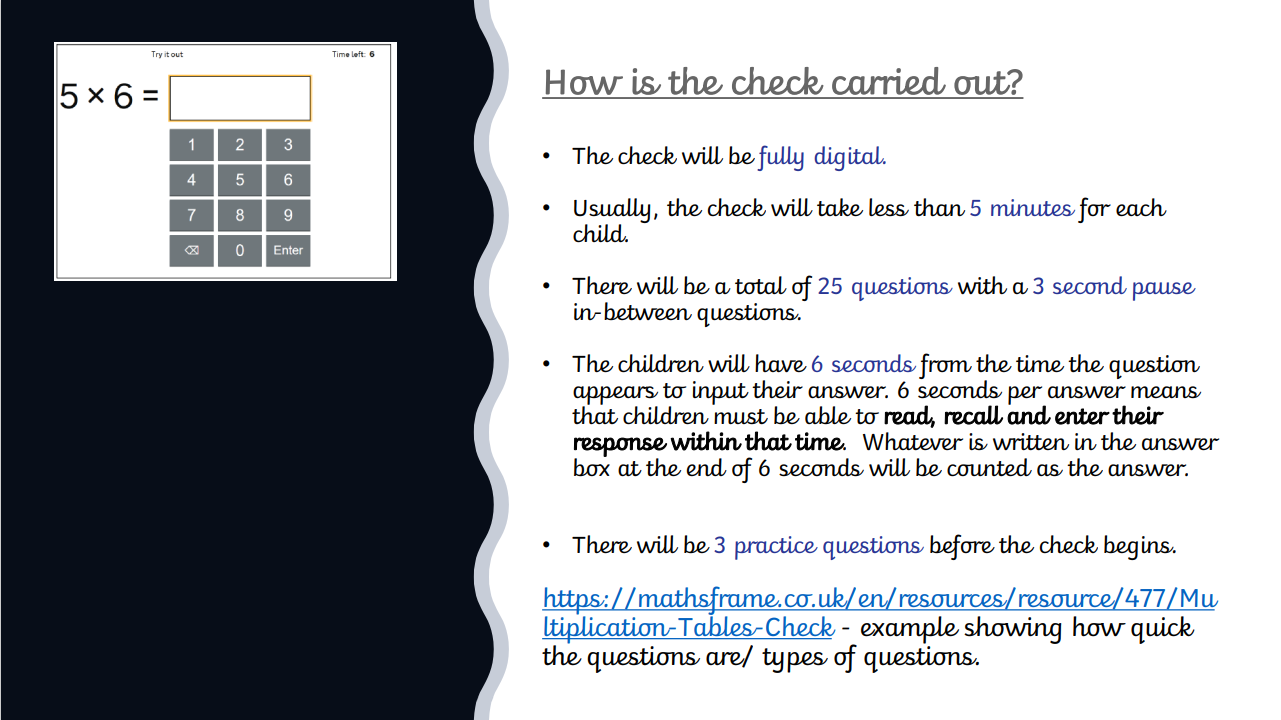 Try it out Time left: 6
5 × 6 =
1 2 3
4 5 6
7 8 9
⌫ 0 Enter
How is the check carried out?
• The check will be fully digital.
• Usually, the check will take less than 5 minutes for each
child.
• There will be a total of 25 questions with a 3 second pause
in-between questions.
• The children will have 6 seconds from the time the question
appears to input their answer. 6 seconds per answer means
that children must be able to read, recall and enter their
response within that time.  Whatever is written in the answer
box at the end of 6 seconds will be counted as the answer.
• There will be 3 practice questions before the check begins.
https://mathsframe.co.uk/en/resources/resource/477/Mu
ltiplication-Tables-Check - example showing how quick
the questions are/ types of questions.